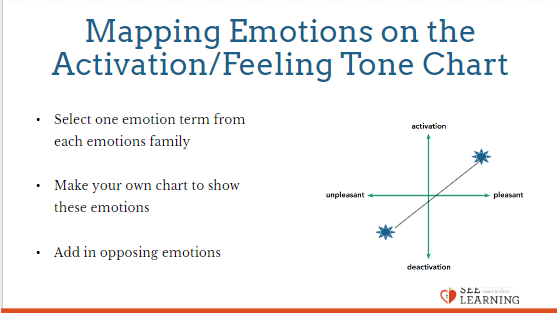 Mapping Emotions on the
Activation/Feeling Tone Chart
• Select one emotion term from
each emotions family
• Make your own chart to show
these emotions
• Add in opposing emotions
activation
unpleasant
pleasant
deactivation
SEE
LEARNING